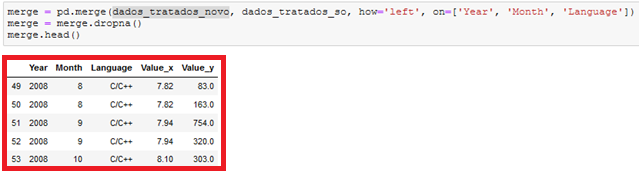 merge = pd.merge(dados_tratados_novo, dados_tratados_so, how='left', on=['Year', 'Month', 'Language'])
merge = merge.dropna()
merge.head()
Year Month Language Value_x Value_y
49 2008 8 C/C++ 7.82 83.0
50 2008 8 C/C++ 7.82 163.0
51 2008 9 C/C++ 7.94 754.0
52 2008 9 C/C++ 7.94 320.0
53 2008 10 C/C++ 8.10 303.0